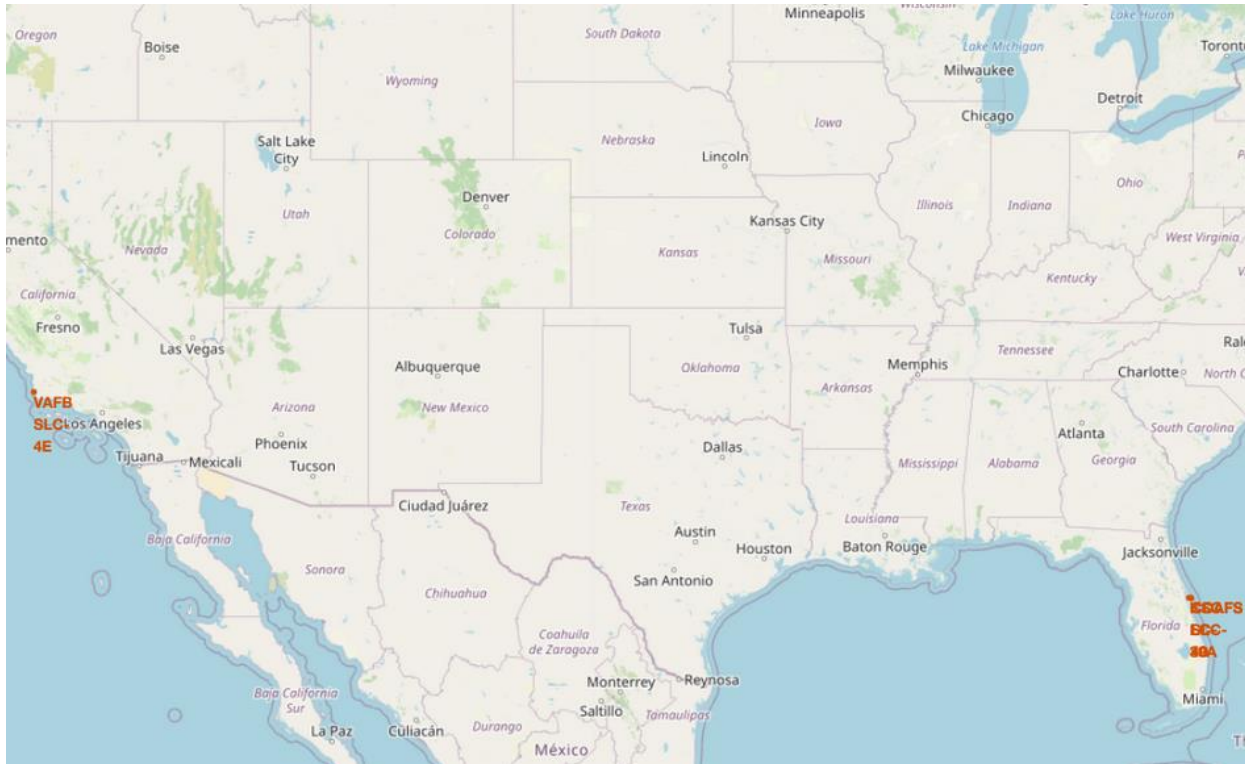 Minneapolis
Wisconsin
Lake Huron
Oregon
Boise
South Dakota
Lake Michigan
Toront
Wyoming
Milwaukee
Detroit
Chicago
Iowa
Nebraska
Salt Lake
City
Lincoln
Denver
Ohio
Utah
Illinois
Indiana
Kansas City
mento
Nevada
Colorado
Kansas
Missouri
West Virginia
Kentucky
California
Fresno
Las Vegas
Tulsa
Ral
Tennessee
Albuquerque
Oklahoma
Memphis
Charlotte
North C
Arkansas
VAFB
SLC-
4E
Los Angeles
Arizona
New Mexico
South Carolina
Phoenix
Atlanta
Dallas
Tijuana
Mexicali
Tucson
Mississippi
Alabama
Georgia
Ciudad Juárez
Texas
Louisiana
Austin
Baja California
Houston
Baton Rouge
Jacksonville
Sonora
San Antonio
Chihuahua
Florida
Coahuila
de Zaragoza
Monterrey
Reynosa
Baja California
Sur
Saltillo
Miami
Tamaulipas
La Paz
Culiacán
Durango
México
Th